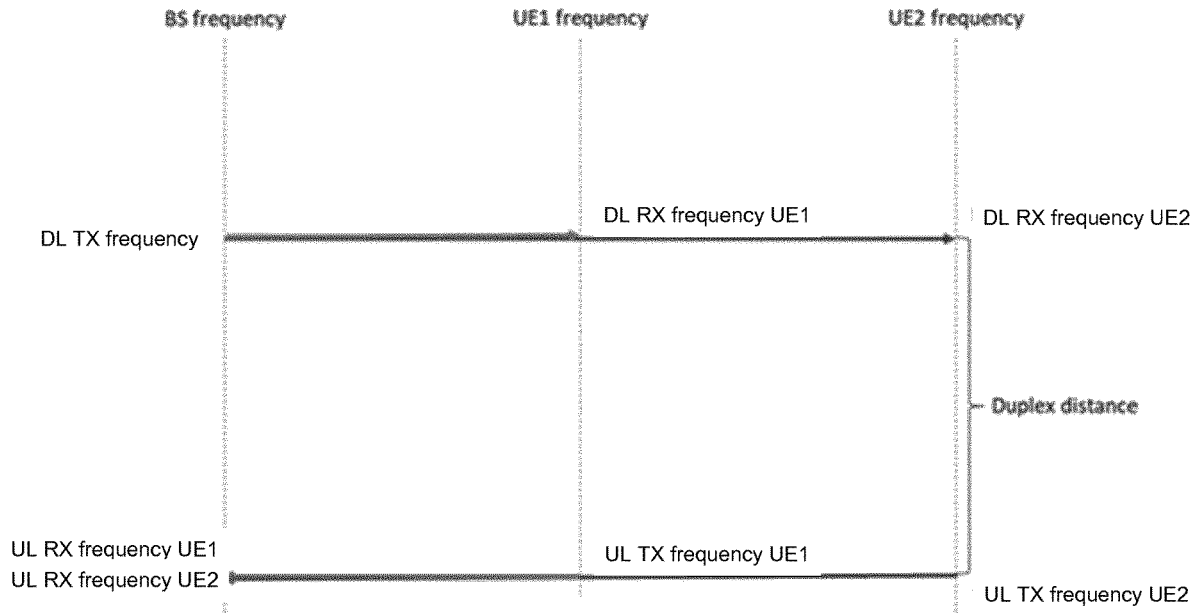 BS frequency
UE1 frequency
UE2 frequency
DL RX frequency UE1
DL RX frequency UE2
DL TX frequency
Duplex distance
UL RX frequency UE1
UL TX frequency UE1
UL RX frequency UE2
UL TX frequency UE2